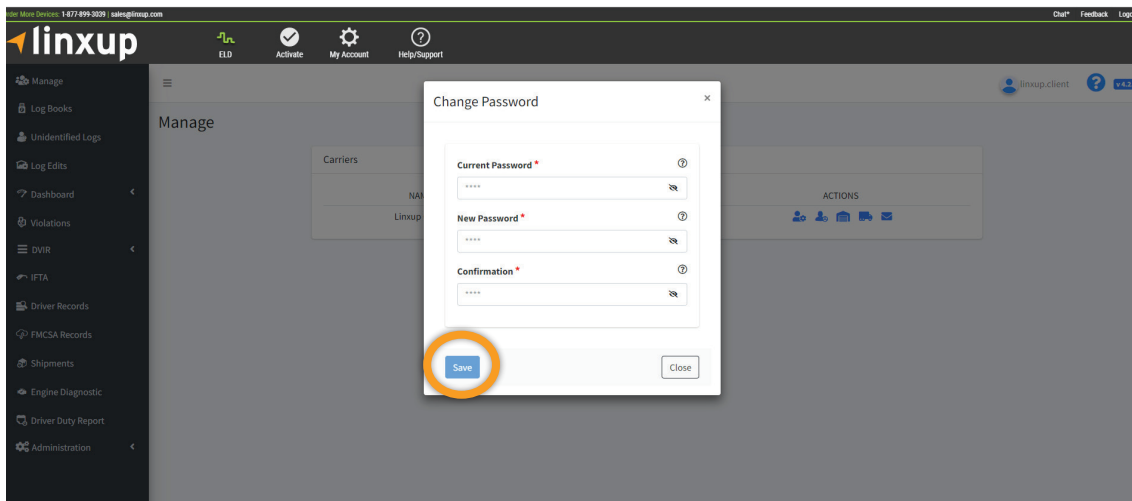 Order More Devices: 1-877-899-3039 | sales@linxup.com
Chat* Feedback
linxup
ELD Activate My Account Help/Support
Manage
linxup.client
Log Books
Unidentified Logs
Log Edits
Dashboard
Violations
DVIR
IFTA
Driver Records
FMCSA Records
Shipments
Engine Diagnostic
Driver Duty Report
Administration
Manage
Carriers
ACTIONS
Linxup
Change Password ×
Current Password *
****
New Password *
****
Confirmation *
****
Save Close